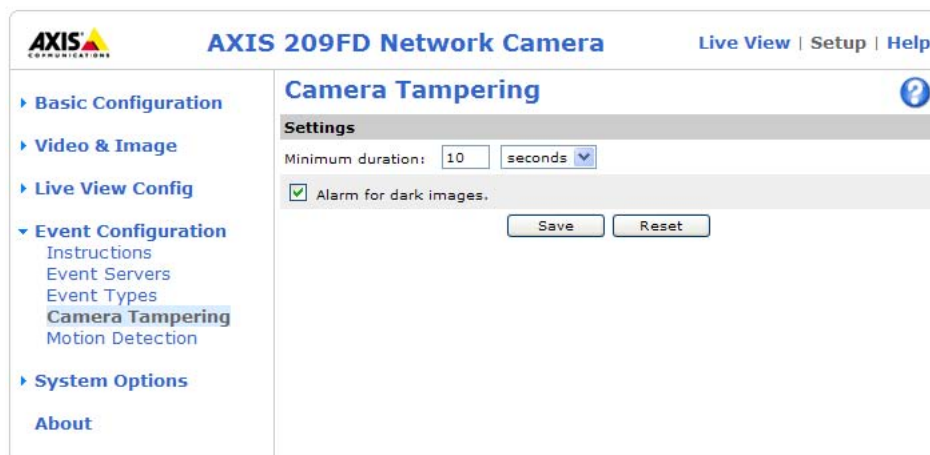 AXIS
COMMUNICATIONS
AXIS 209FD Network Camera
Live View | Setup | Help
Basic Configuration
Video & Image
Live View Config
Event Configuration
Instructions
Event Servers
Event Types
Camera Tampering
Motion Detection
System Options
About
Camera Tampering
?
Settings
Minimum duration: 10 seconds
Alarm for dark images.
Save Reset